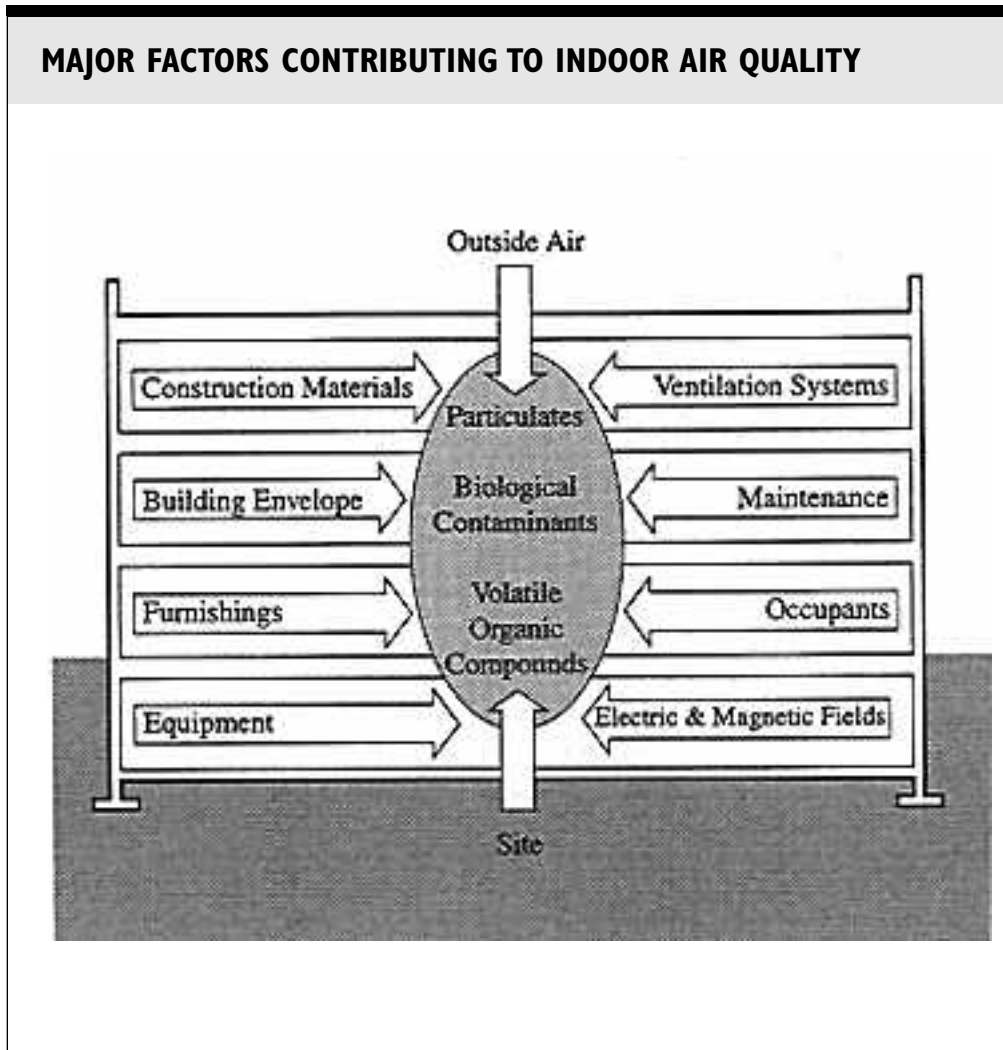 MAJOR FACTORS CONTRIBUTING TO INDOOR AIR QUALITY
Outside Air
Construction Materials
Ventilation Systems
Particulates
Building Envelope
Biological
Contaminants
Maintenance
Furnishings
Volatile
Organic
Compounds
Occupants
Equipment
Electric & Magnetic Fields
Site